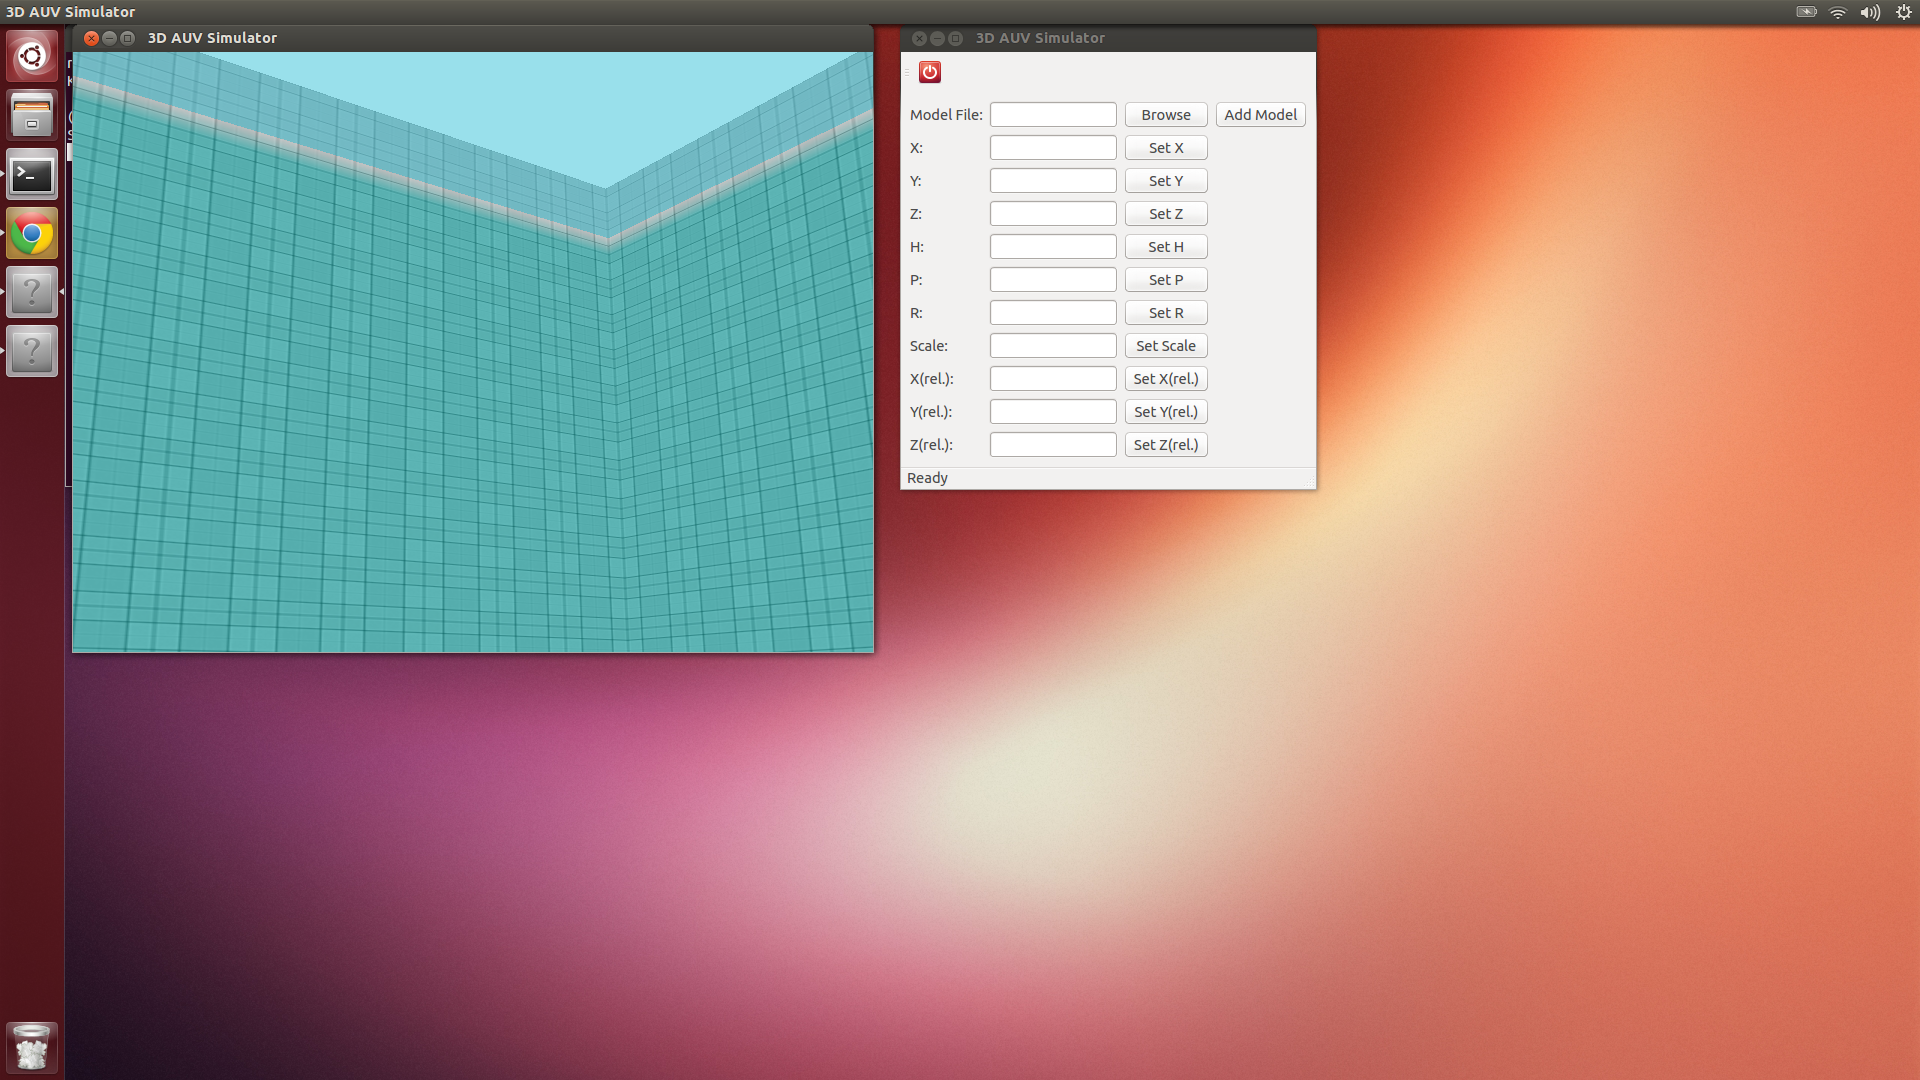 3D AUV Simulator
3D AUV Simulator
3D AUV Simulator
Model File: Browse Add Model
X: Set X
Y: Set Y
Z: Set Z
H: Set H
P: Set P
R: Set R
Scale: Set Scale
X(rel.): Set X(rel.)
Y(rel.): Set Y(rel.)
Z(rel.): Set Z(rel.)
Ready